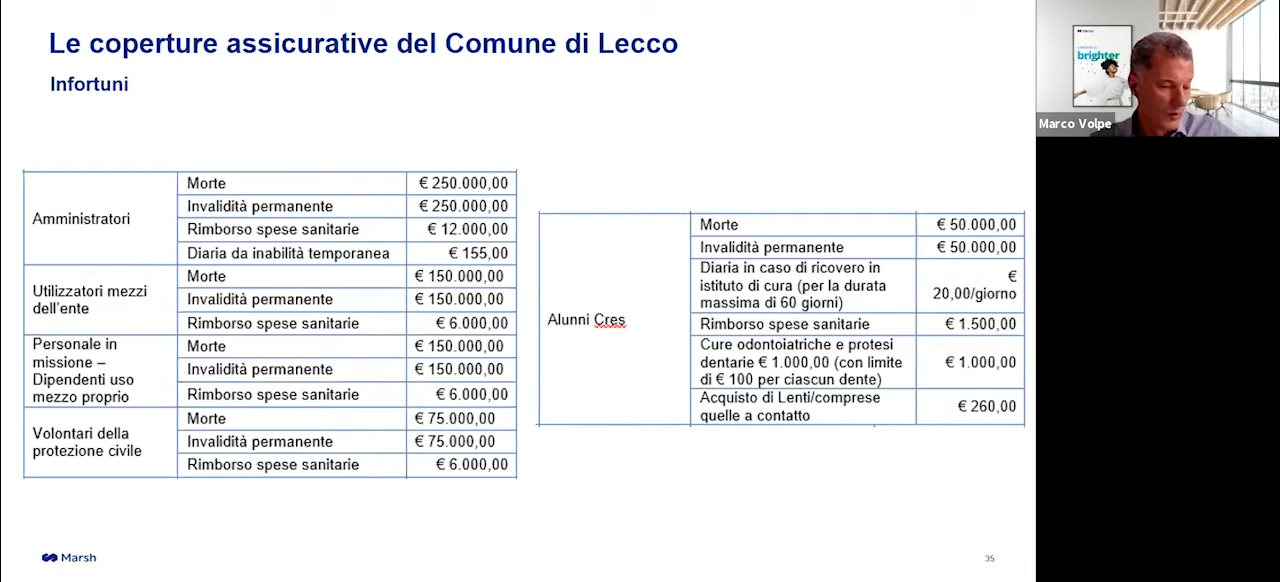 Le coperture assicurative del Comune di Lecco
Infortuni
Amministratori
Morte
€ 250.000,00
Invalidità permanente
€ 250.000,00
Rimborso spese sanitarie
€ 12.000,00
Diaria da inabilità temporanea
€ 155,00
Utilizzatori mezzi
dell'ente
Morte
€ 150.000,00
Invalidità permanente
€ 150.000,00
Rimborso spese sanitarie
€ 6.000,00
Personale in
missione –
Dipendenti uso
mezzo proprio
Morte
€ 150.000,00
Invalidità permanente
€ 150.000,00
Rimborso spese sanitarie
€ 6.000,00
Volontari della
protezione civile
Morte
€ 75.000,00
Invalidità permanente
€ 75.000,00
Rimborso spese sanitarie
€ 6.000,00
Alunni Cres
Morte
€ 50.000,00
Invalidità permanente
€ 50.000,00
Diaria in caso di ricovero in
istituto di cura (per la durata
massima di 60 giorni)
€
20,00/giorno
Rimborso spese sanitarie
€ 1.500,00
Cure odontoiatriche e protesi
dentarie € 1.000,00 (con limite
di € 100 per ciascun dente)
€ 1.000,00
Acquisto di Lenti/comprese
quelle a contatto
€ 260,00
Marsh
35
brighter
Marco Volpe